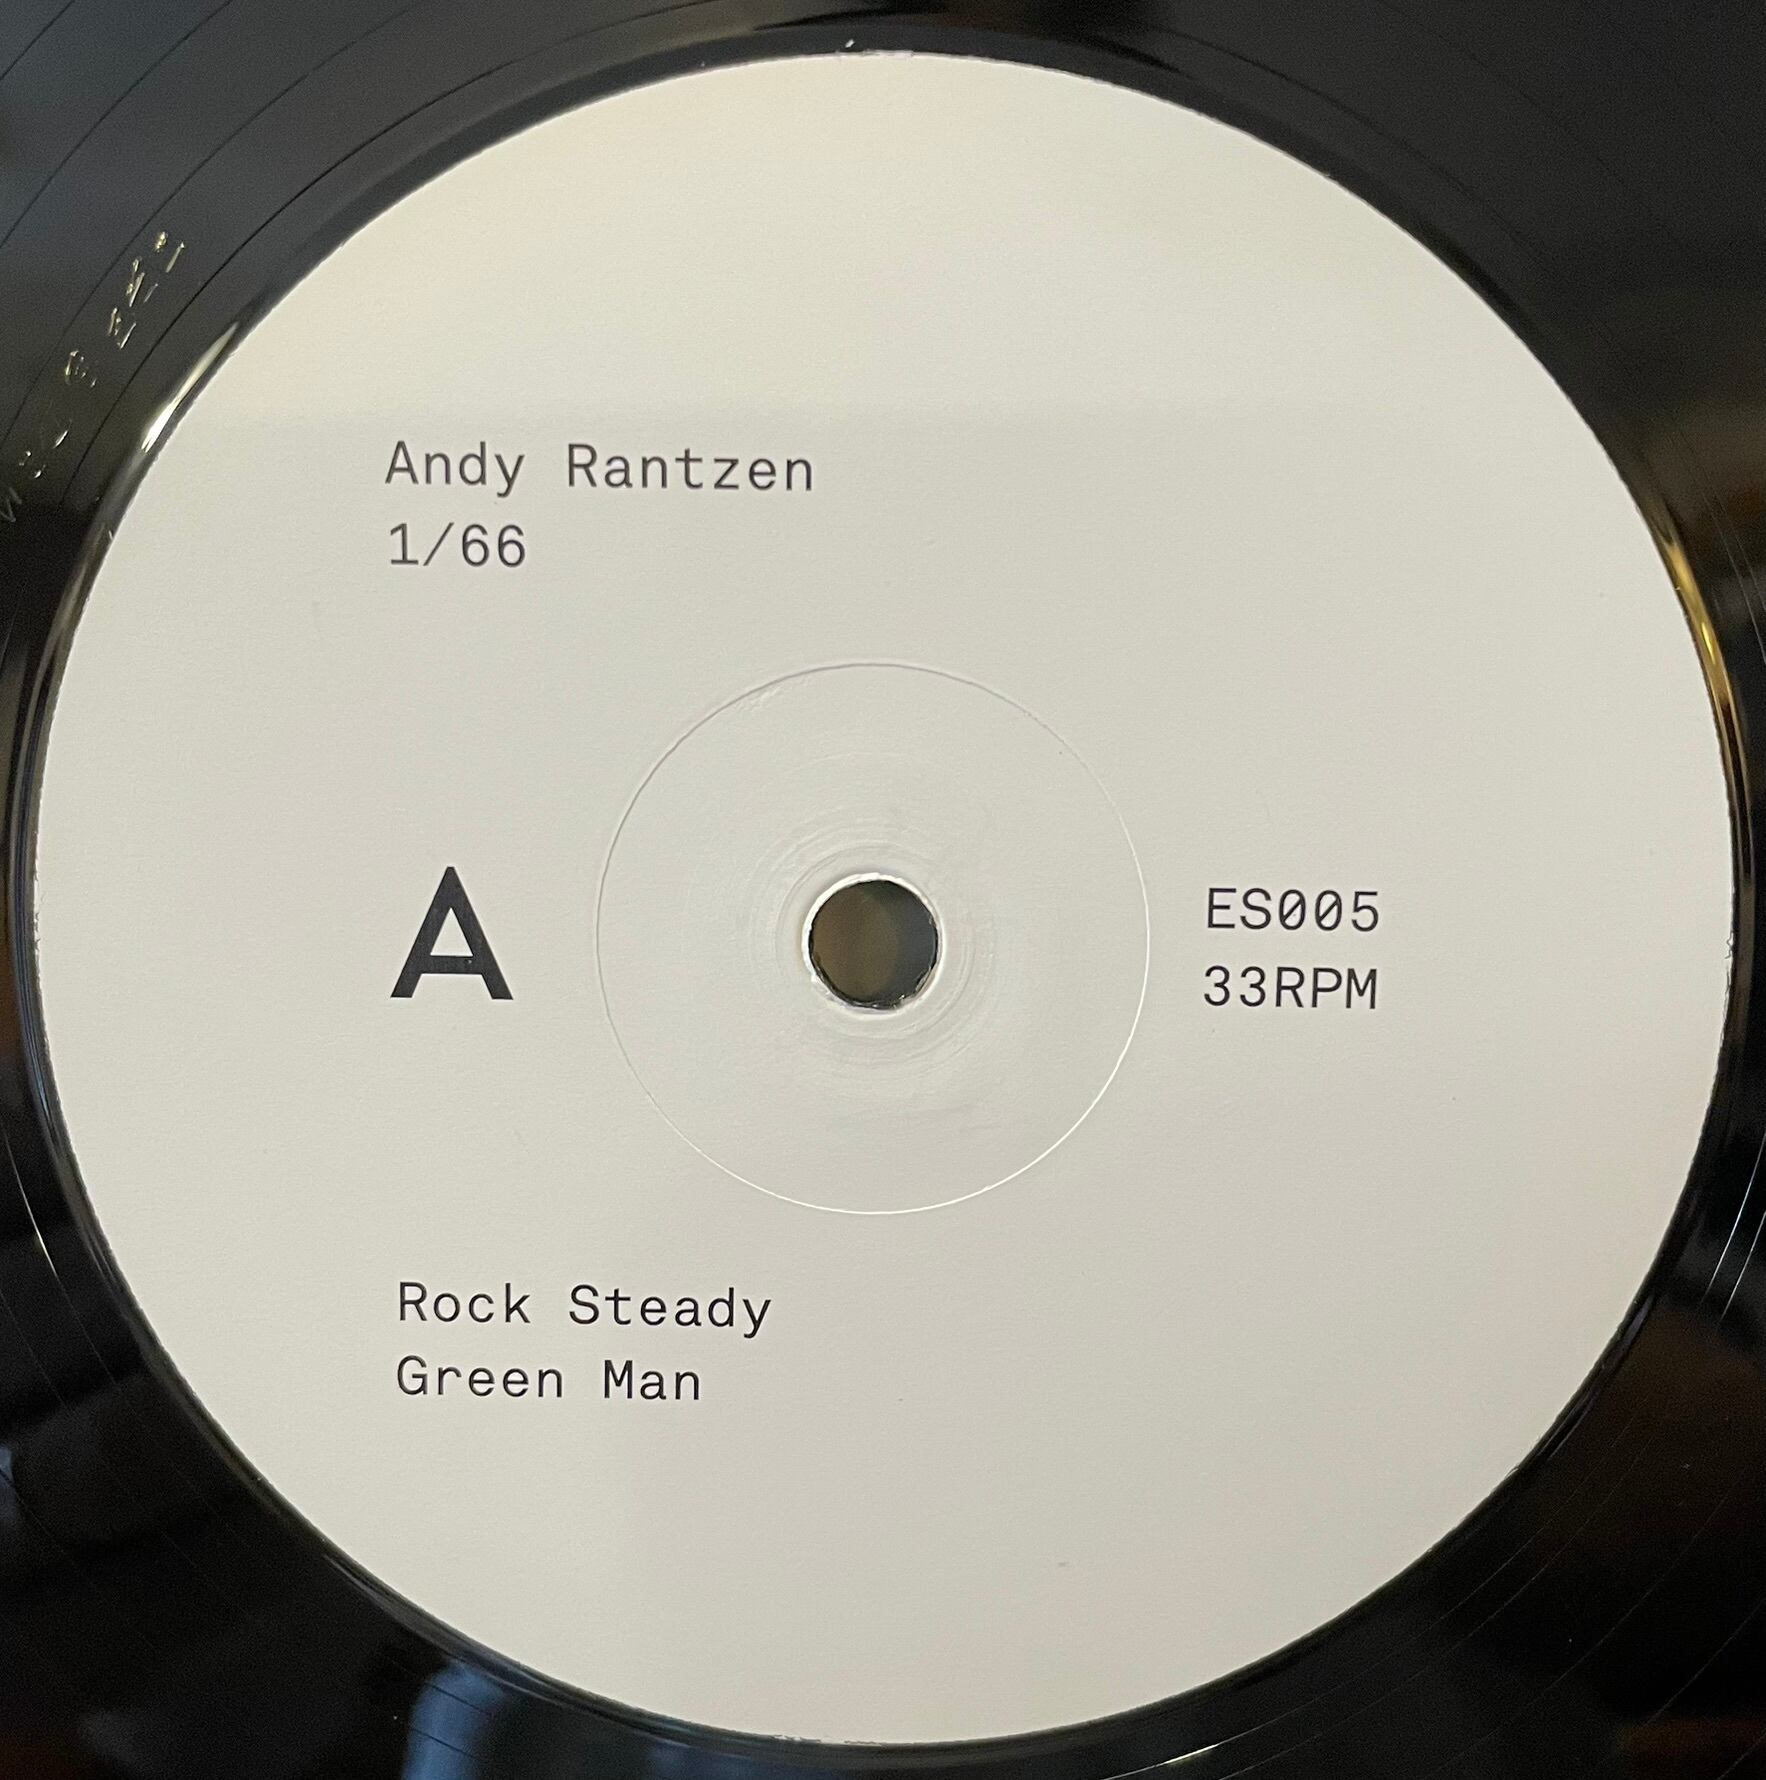 Andy Rantzen
1/66
A
ES005
33RPM
Rock Steady
Green Man